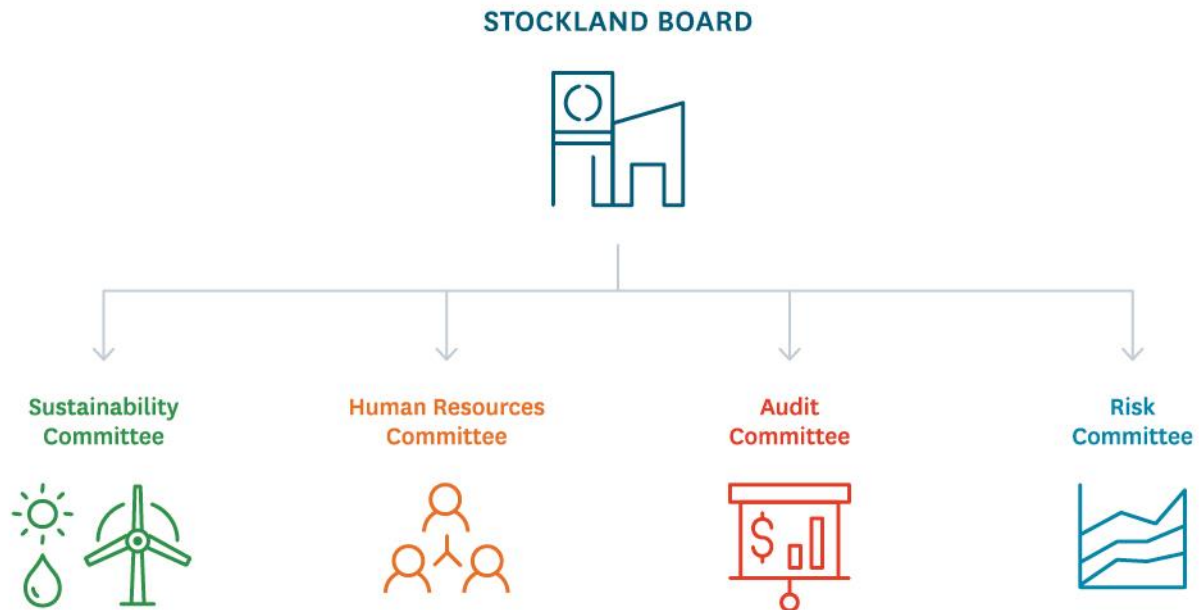 STOCKLAND BOARD
Sustainability
Committee
Human Resources
Committee
Audit
Committee
Risk
Committee
$